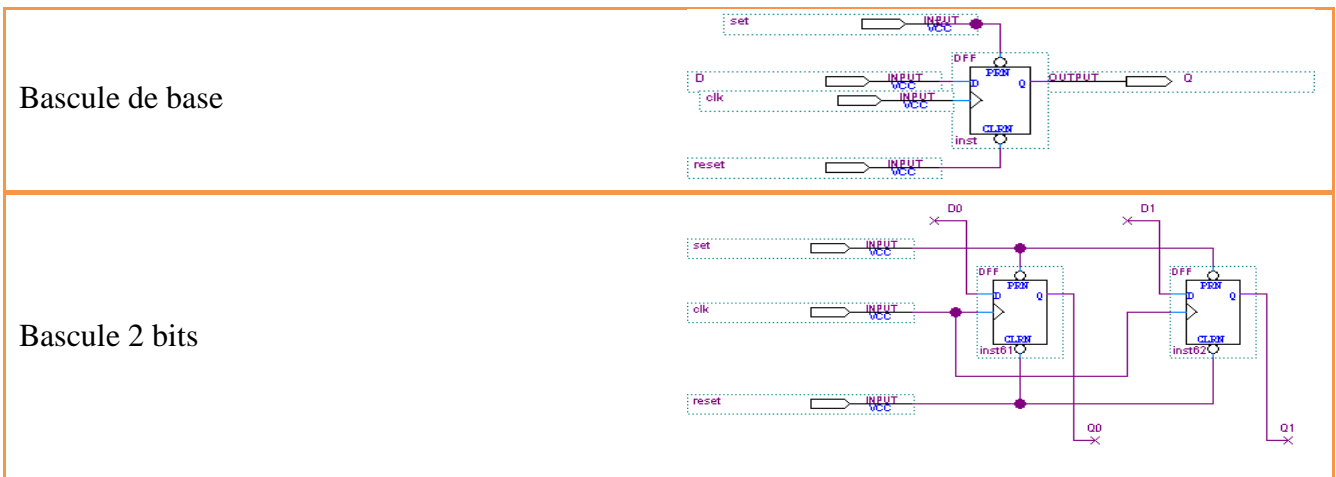 Bascule de base
set
INPUT
VCC
DFF
PRN
D
INPUT
VCC
D
Q
OUTPUT
Q
clk
INPUT
VCC
CLRN
inst
reset
INPUT
VCC
Bascule 2 bits
D0
D1
set
INPUT
VCC
DFF
PRN
D
Q
DFF
PRN
D
Q
clk
INPUT
VCC
CLRN
inst61
CLRN
inst62
reset
INPUT
VCC
Q0
Q1